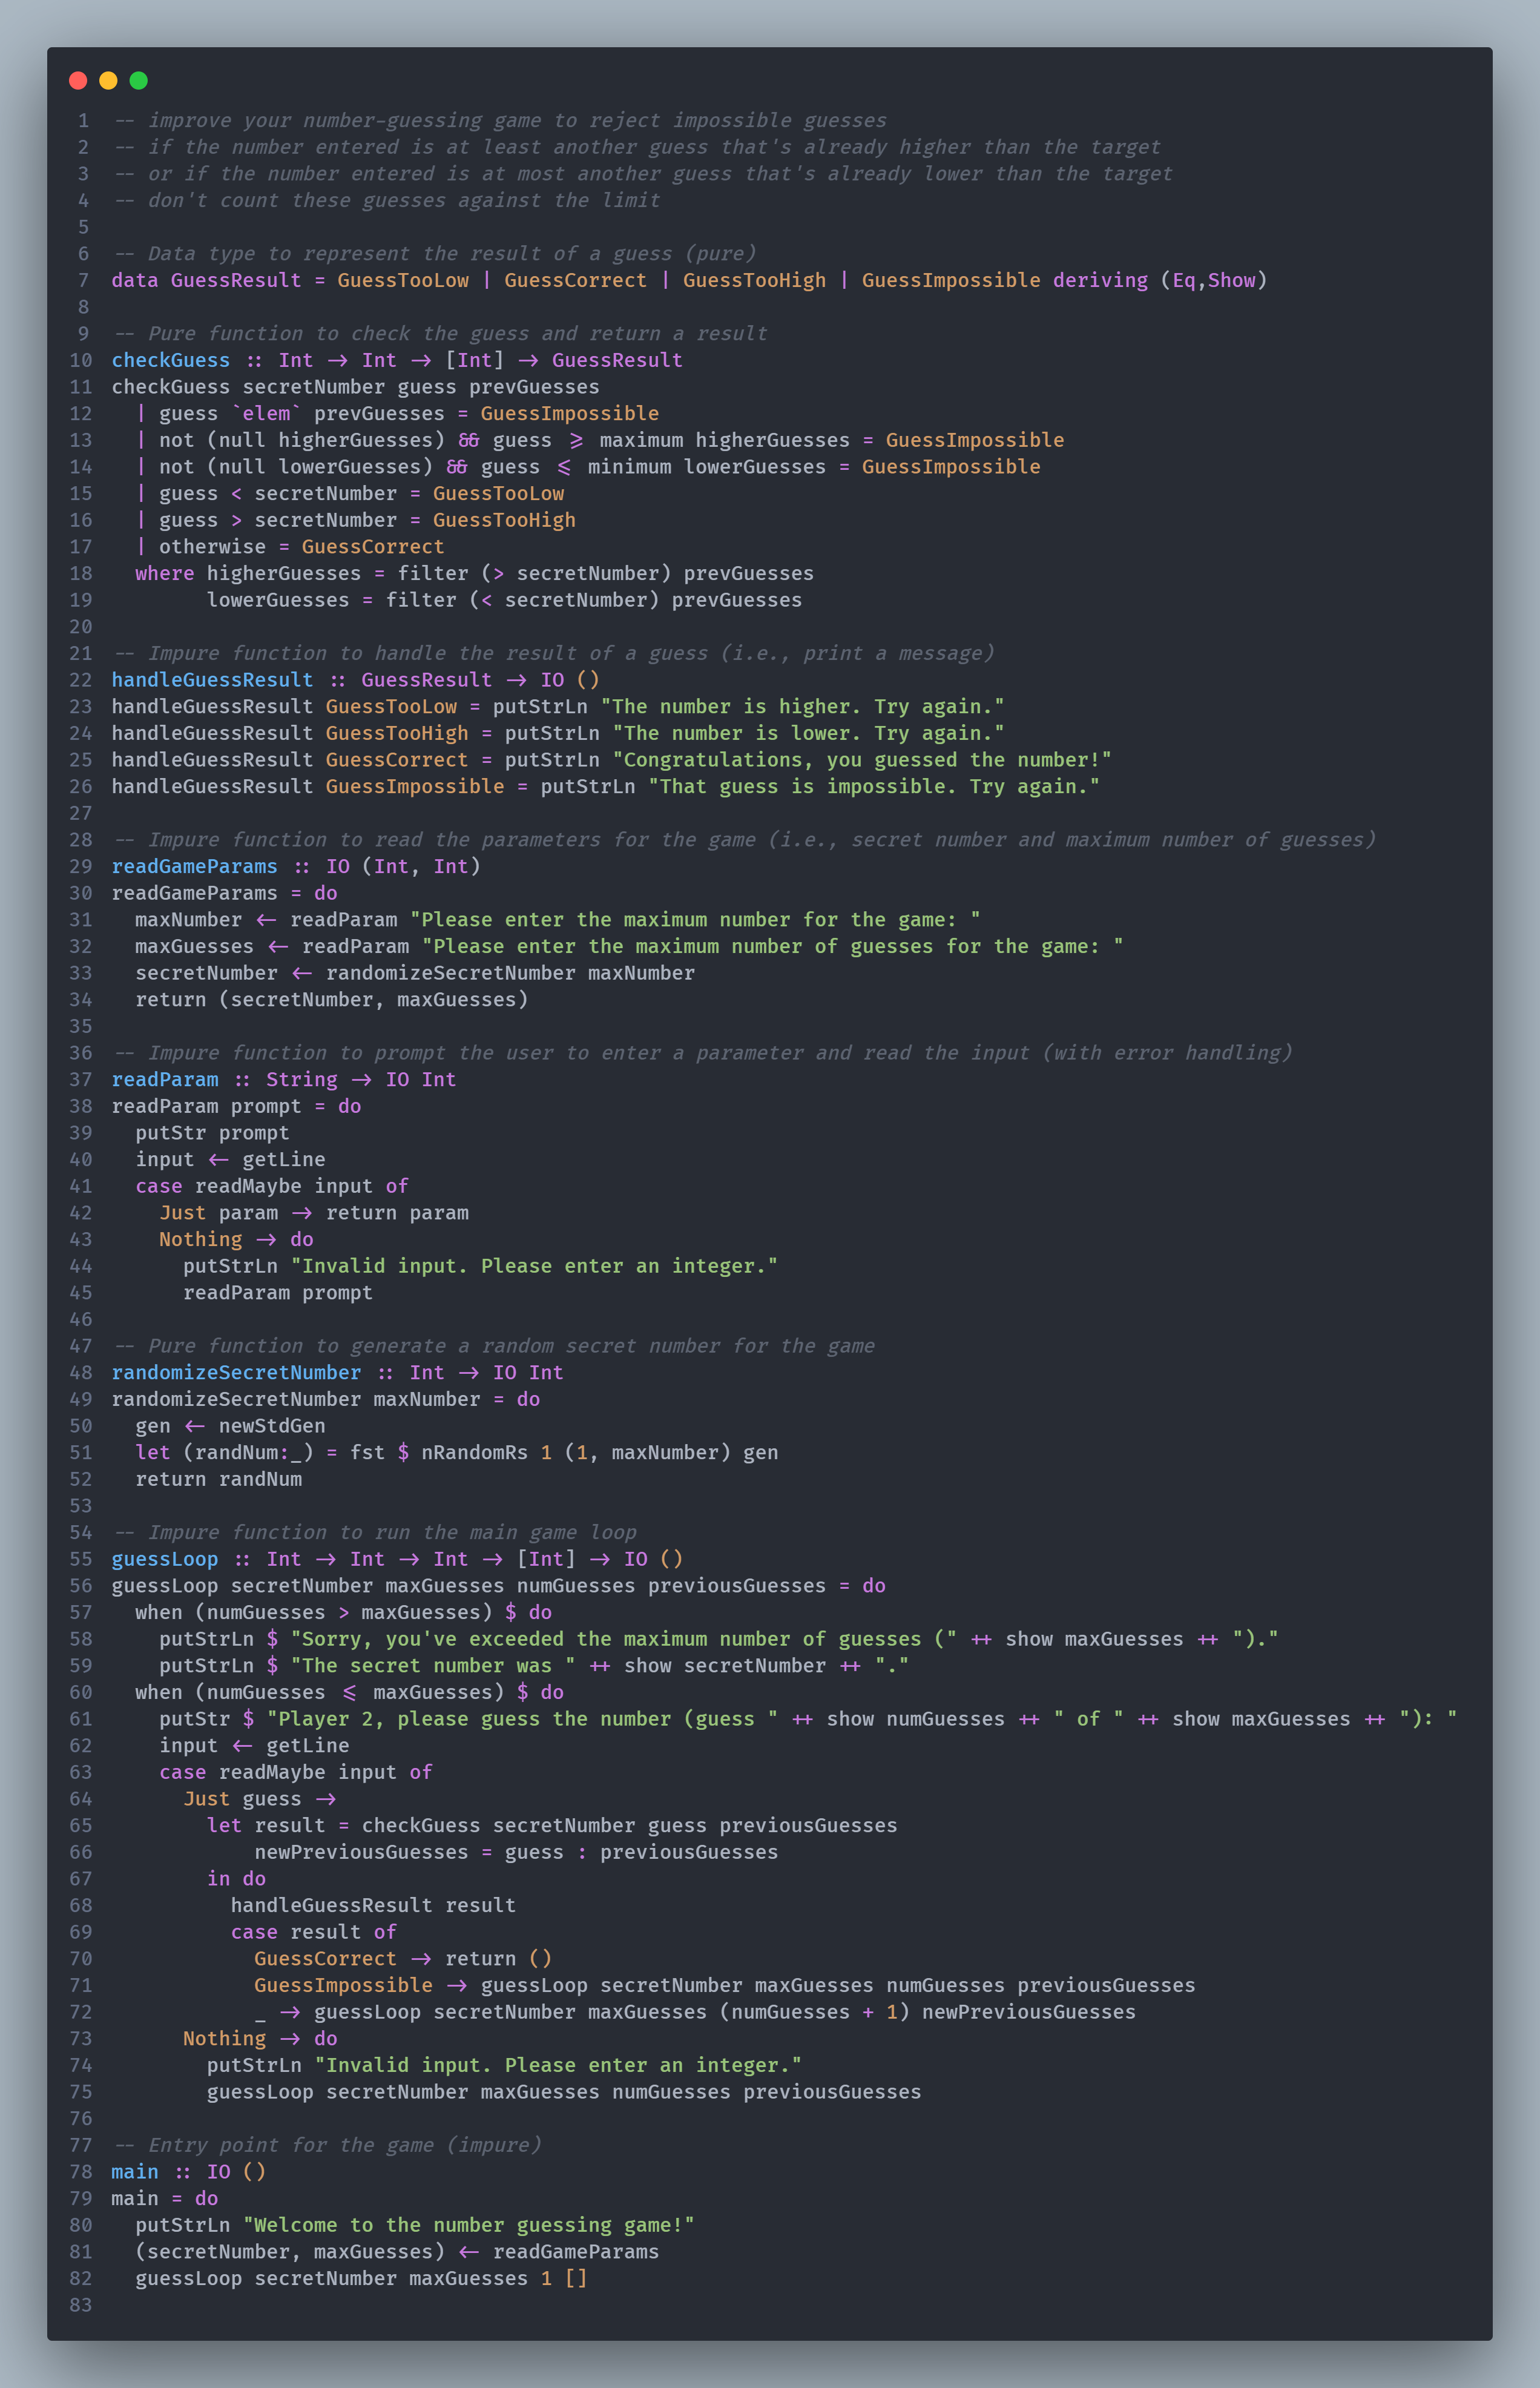 1 -- improve your number-guessing game to reject impossible guesses
2 -- if the number entered is at least another guess that's already higher than the target
3 -- or if the number entered is at most another guess that's already lower than the target
4 -- don't count these guesses against the limit
5
6 -- Data type to represent the result of a guess (pure)
7 data GuessResult = GuessTooLow | GuessCorrect | GuessTooHigh | GuessImpossible deriving (Eq,Show)
8
9 -- Pure function to check the guess and return a result
10 checkGuess :: Int -> Int -> [Int] -> GuessResult
11 checkGuess secretNumber guess prevGuesses
12   | guess `elem` prevGuesses = GuessImpossible
13   | not (null higherGuesses) && guess >= maximum higherGuesses = GuessImpossible
14   | not (null lowerGuesses) && guess <= minimum lowerGuesses = GuessImpossible
15   | guess < secretNumber = GuessTooLow
16   | guess > secretNumber = GuessTooHigh
17   | otherwise = GuessCorrect
18   where higherGuesses = filter (> secretNumber) prevGuesses
19         lowerGuesses = filter (< secretNumber) prevGuesses
20
21 -- Impure function to handle the result of a guess (i.e., print a message)
22 handleGuessResult :: GuessResult -> IO ()
23 handleGuessResult GuessTooLow = putStrLn "The number is higher. Try again."
24 handleGuessResult GuessTooHigh = putStrLn "The number is lower. Try again."
25 handleGuessResult GuessCorrect = putStrLn "Congratulations, you guessed the number!"
26 handleGuessResult GuessImpossible = putStrLn "That guess is impossible. Try again."
27
28 -- Impure function to read the parameters for the game (i.e., secret number and maximum number of guesses)
29 readGameParams :: IO (Int, Int)
30 readGameParams = do
31   maxNumber <- readParam "Please enter the maximum number for the game: "
32   maxGuesses <- readParam "Please enter the maximum number of guesses for the game: "
33   secretNumber <- randomizeSecretNumber maxNumber
34   return (secretNumber, maxGuesses)
35
36 -- Impure function to prompt the user to enter a parameter and read the input (with error handling)
37 readParam :: String -> IO Int
38 readParam prompt = do
39   putStr prompt
40   input <- getLine
41   case readMaybe input of
42     Just param -> return param
43     Nothing -> do
44       putStrLn "Invalid input. Please enter an integer."
45       readParam prompt
46
47 -- Pure function to generate a random secret number for the game
48 randomizeSecretNumber :: Int -> IO Int
49 randomizeSecretNumber maxNumber = do
50   gen <- newStdGen
51   let (randNum:_) = fst $ nRandomRs 1 (1, maxNumber) gen
52   return randNum
53
54 -- Impure function to run the main game loop
55 guessLoop :: Int -> Int -> Int -> [Int] -> IO ()
56 guessLoop secretNumber maxGuesses numGuesses previousGuesses = do
57   when (numGuesses > maxGuesses) $ do
58     putStrLn $ "Sorry, you've exceeded the maximum number of guesses (" ++ show maxGuesses ++ ")."
59     putStrLn $ "The secret number was " ++ show secretNumber ++ "."
60   when (numGuesses <= maxGuesses) $ do
61     putStr $ "Player 2, please guess the number (guess " ++ show numGuesses ++ " of " ++ show maxGuesses ++ "): "
62     input <- getLine
63     case readMaybe input of
64       Just guess ->
65         let result = checkGuess secretNumber guess previousGuesses
66             newPreviousGuesses = guess : previousGuesses
67         in do
68           handleGuessResult result
69           case result of
70             GuessCorrect -> return ()
71             GuessImpossible -> guessLoop secretNumber maxGuesses numGuesses previousGuesses
72             _ -> guessLoop secretNumber maxGuesses (numGuesses + 1) newPreviousGuesses
73       Nothing -> do
74         putStrLn "Invalid input. Please enter an integer."
75         guessLoop secretNumber maxGuesses numGuesses previousGuesses
76
77 -- Entry point for the game (impure)
78 main :: IO ()
79 main = do
80   putStrLn "Welcome to the number guessing game!"
81   (secretNumber, maxGuesses) <- readGameParams
82   guessLoop secretNumber maxGuesses 1 []
83